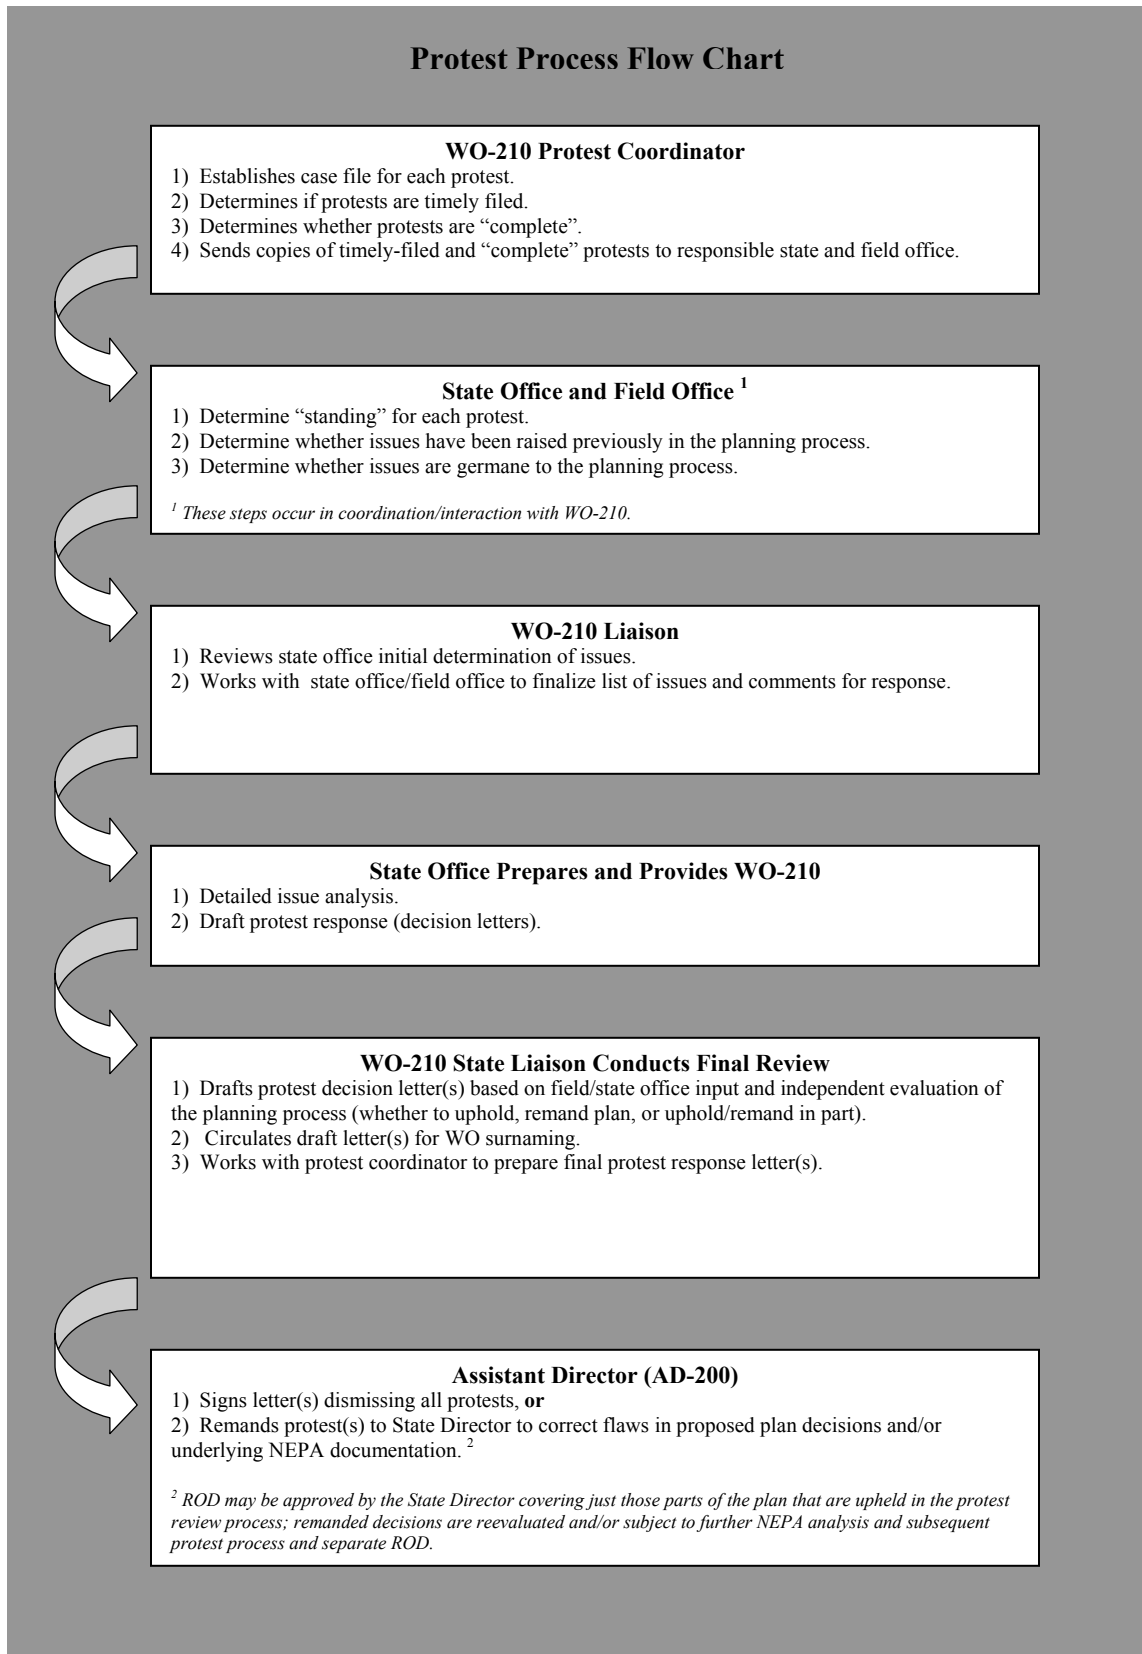 Protest Process Flow Chart
WO-210 Protest Coordinator
1) Establishes case file for each protest.
2) Determines if protests are timely filed.
3) Determines whether protests are “complete”.
4) Sends copies of timely-filed and “complete” protests to responsible state and field office.
State Office and Field Office 1
1) Determine “standing” for each protest.
2) Determine whether issues have been raised previously in the planning process.
3) Determine whether issues are germane to the planning process.
1 These steps occur in coordination/interaction with WO-210.
WO-210 Liaison
1) Reviews state office initial determination of issues.
2) Works with state office/field office to finalize list of issues and comments for response.
State Office Prepares and Provides WO-210
1) Detailed issue analysis.
2) Draft protest response (decision letters).
WO-210 State Liaison Conducts Final Review
1) Drafts protest decision letter(s) based on field/state office input and independent evaluation of
the planning process (whether to uphold, remand plan, or uphold/remand in part).
2) Circulates draft letter(s) for WO surnaming.
3) Works with protest coordinator to prepare final protest response letter(s).
Assistant Director (AD-200)
1) Signs letter(s) dismissing all protests, or
2) Remands protest(s) to State Director to correct flaws in proposed plan decisions and/or
underlying NEPA documentation. 2
2 ROD may be approved by the State Director covering just those parts of the plan that are upheld in the protest
review process; remanded decisions are reevaluated and/or subject to further NEPA analysis and subsequent
protest process and separate ROD.